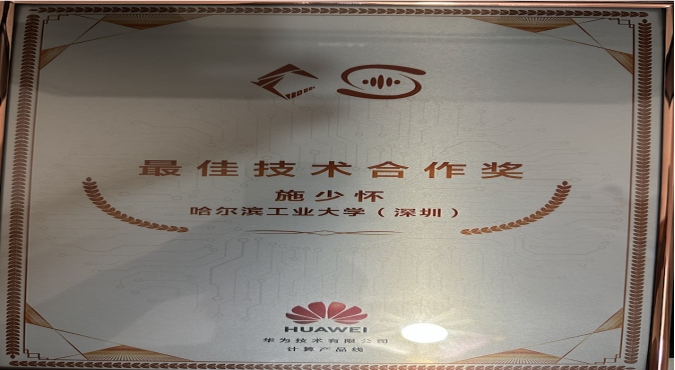 最佳技术合作奖
施少怀
哈尔滨工业大学（深圳）
HUAWEI
华为技术有限公司
计算产品线